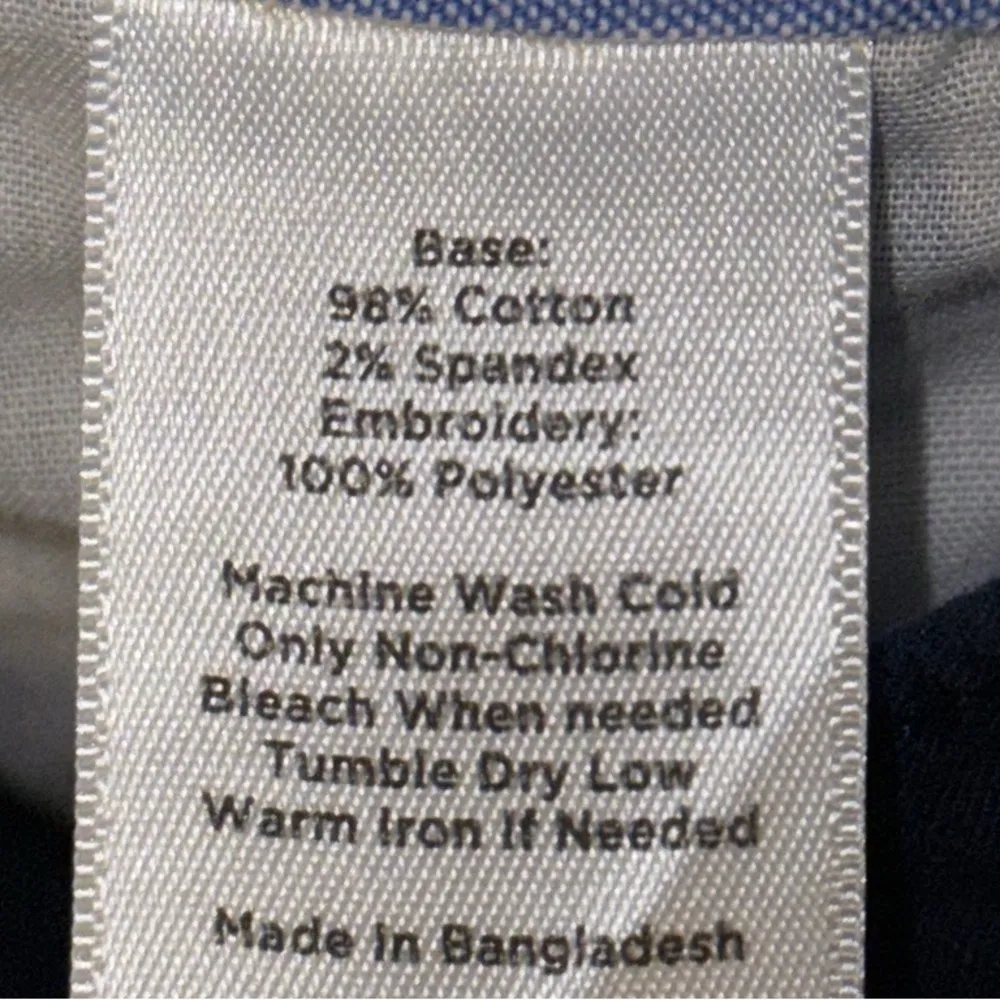 Base:
98% Cotton
2% Spandex
Embroidery:
100% Polyester
Machine Wash Cold
Only Non-Chlorine
Bleach When needed
Tumble Dry Low
Warm Iron If Needed
Made in Bangladesh